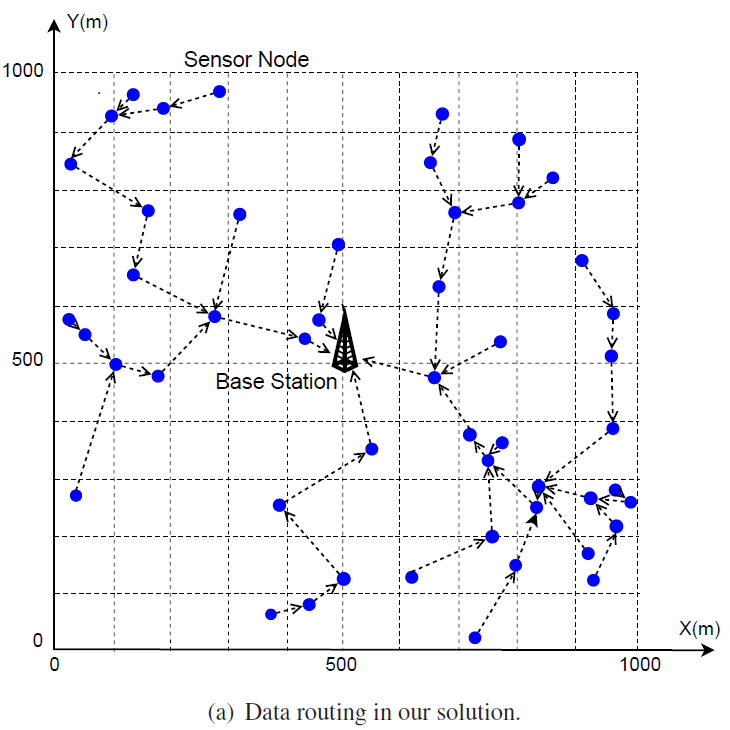 Y(m)
1000
Sensor Node
500
Base Station
0
X(m)
0
500
1000
(a) Data routing in our solution.